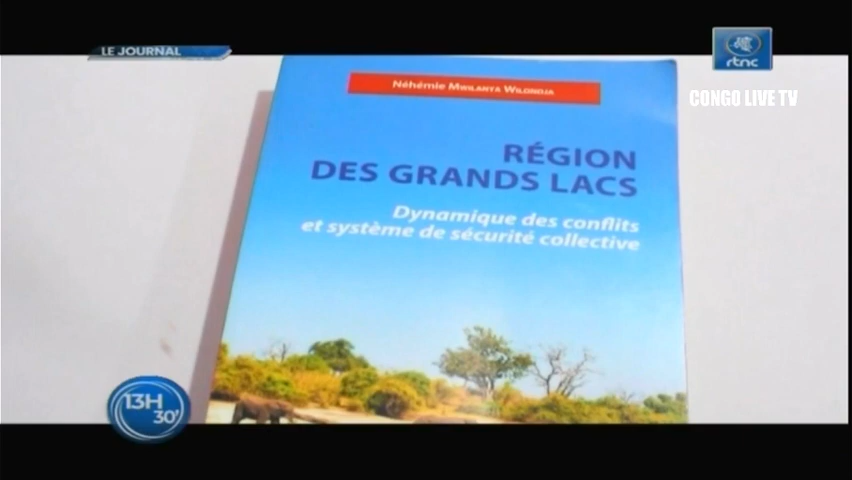 LE JOURNAL
rtnc
CONGO LIVE TV
Néhémie Mwilanya Wilondja
RÉGION
DES GRANDS LACS
Dynamique des conflits
et système de sécurité collective
13H
30'